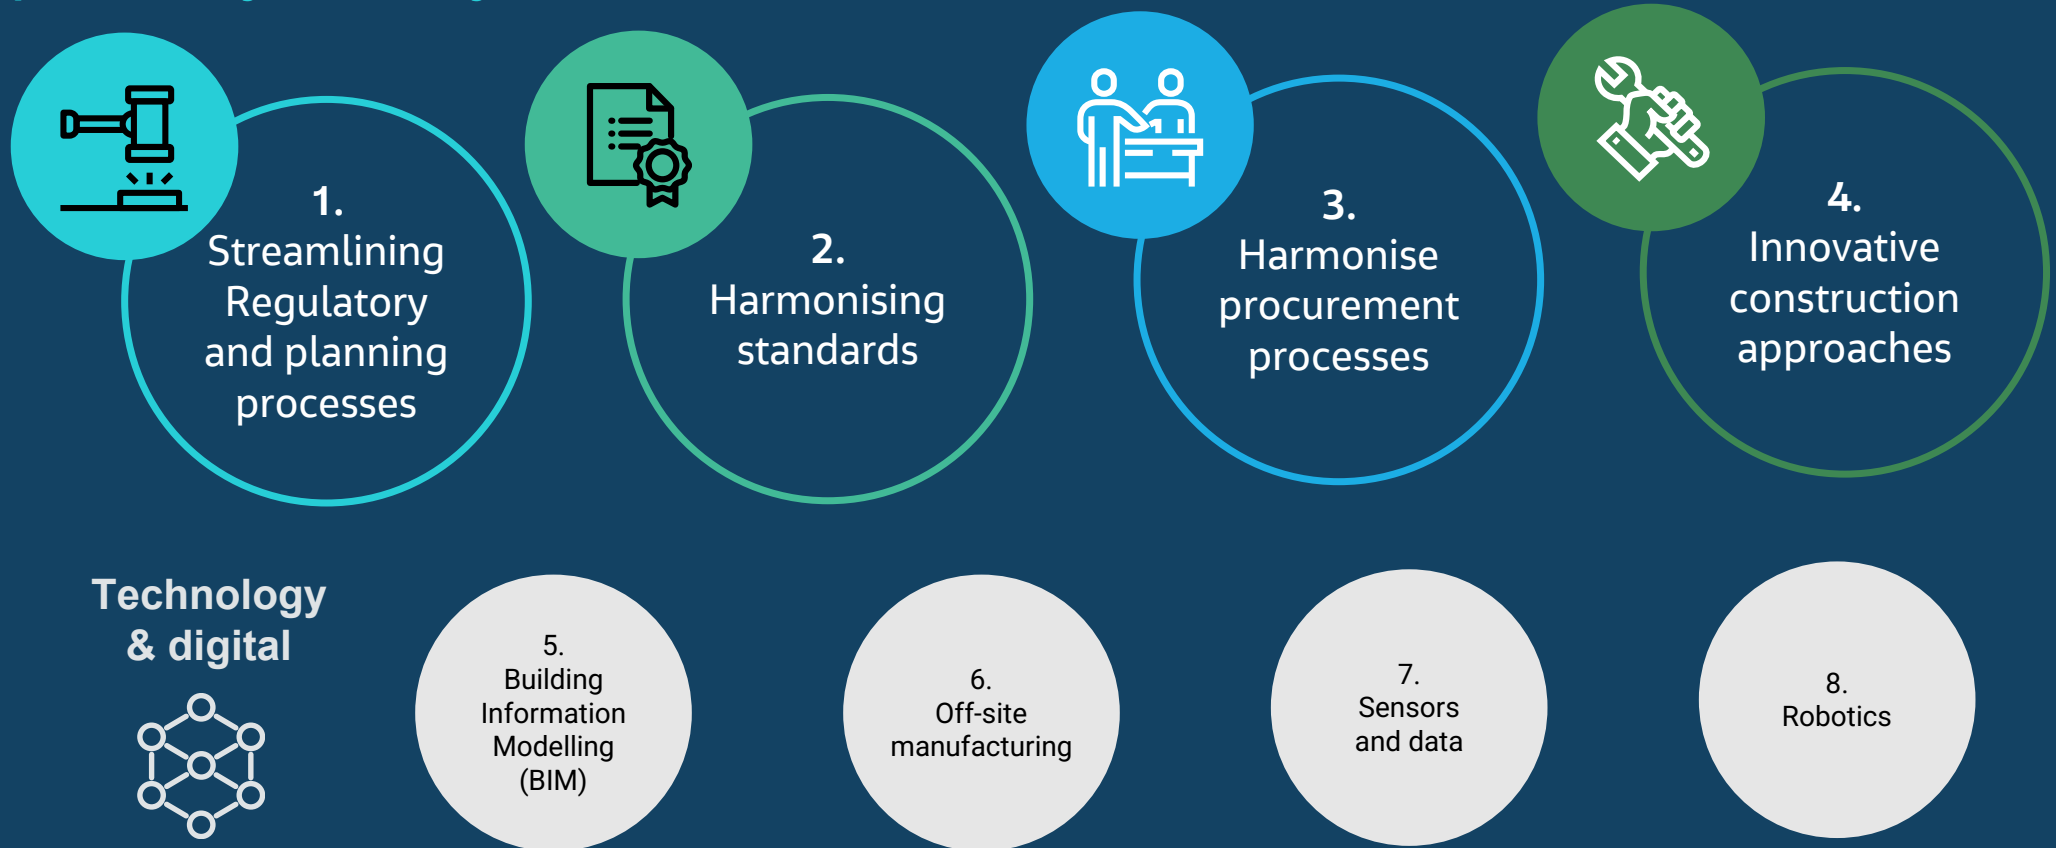 1.
Streamlining
Regulatory
and planning
processes
2.
Harmonising
standards
3.
Harmonise
procurement
processes
4.
Innovative
construction
approaches
Technology
& digital
5.
Building
Information
Modelling
(BIM)
6.
Off-site
manufacturing
7.
Sensors
and data
8.
Robotics